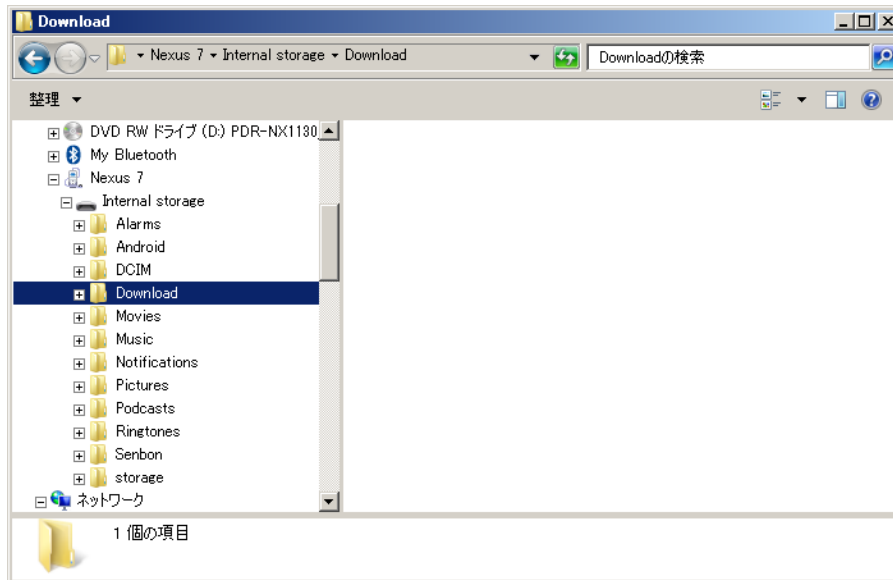 Download
Nexus 7 Internal storage Download
Downloadの検索
整理
DVD RW ドライブ (D:) PDR-NX1130
My Bluetooth
Nexus 7
Internal storage
Alarms
Android
DCIM
Download
Movies
Music
Notifications
Pictures
Podcasts
Ringtones
Senbon
storage
ネットワーク
1 個の項目